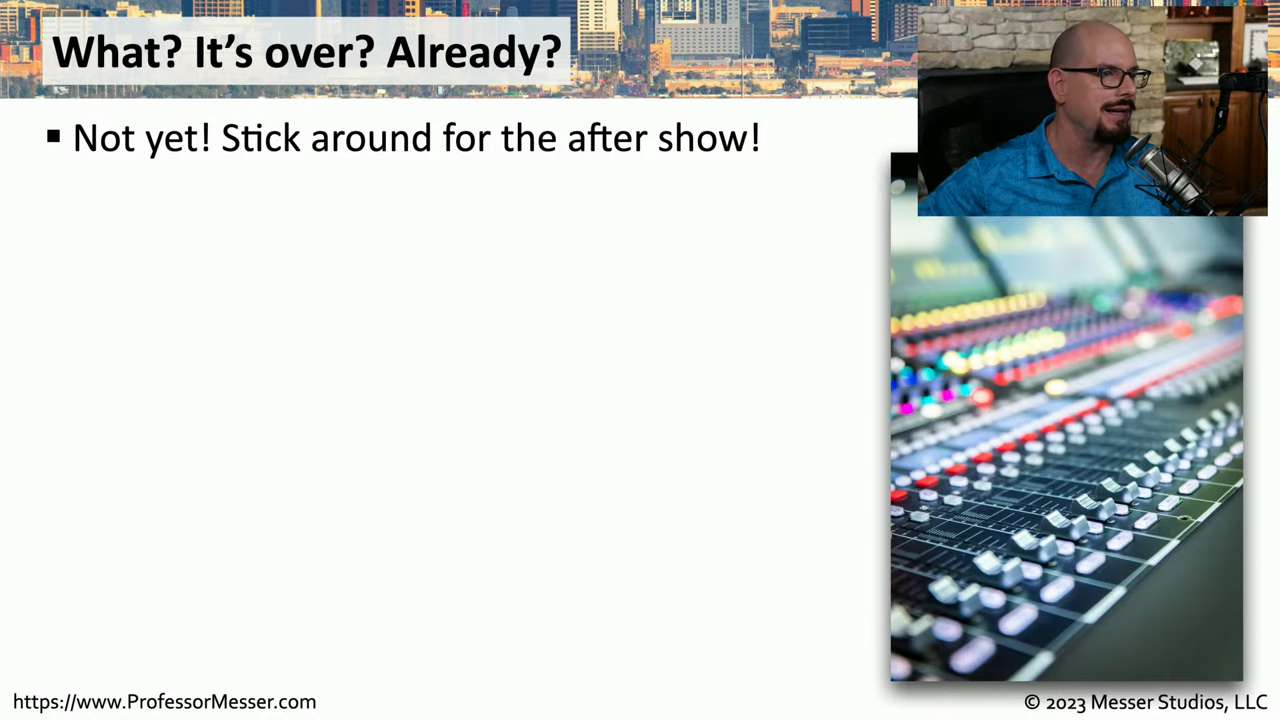 What? It’s over? Already?
▪ Not yet! Stick around for the after show!
https://www.ProfessorMesser.com
© 2023 Messer Studios, LLC